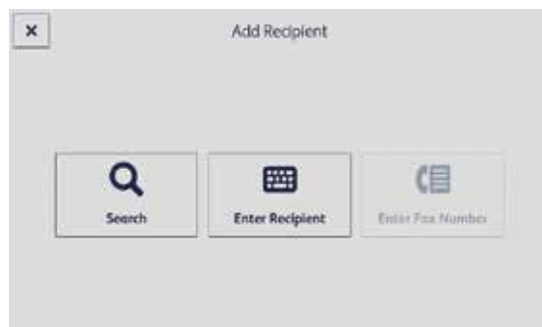 Add Recipient
Search
Enter Recipient
Enter Fax Number